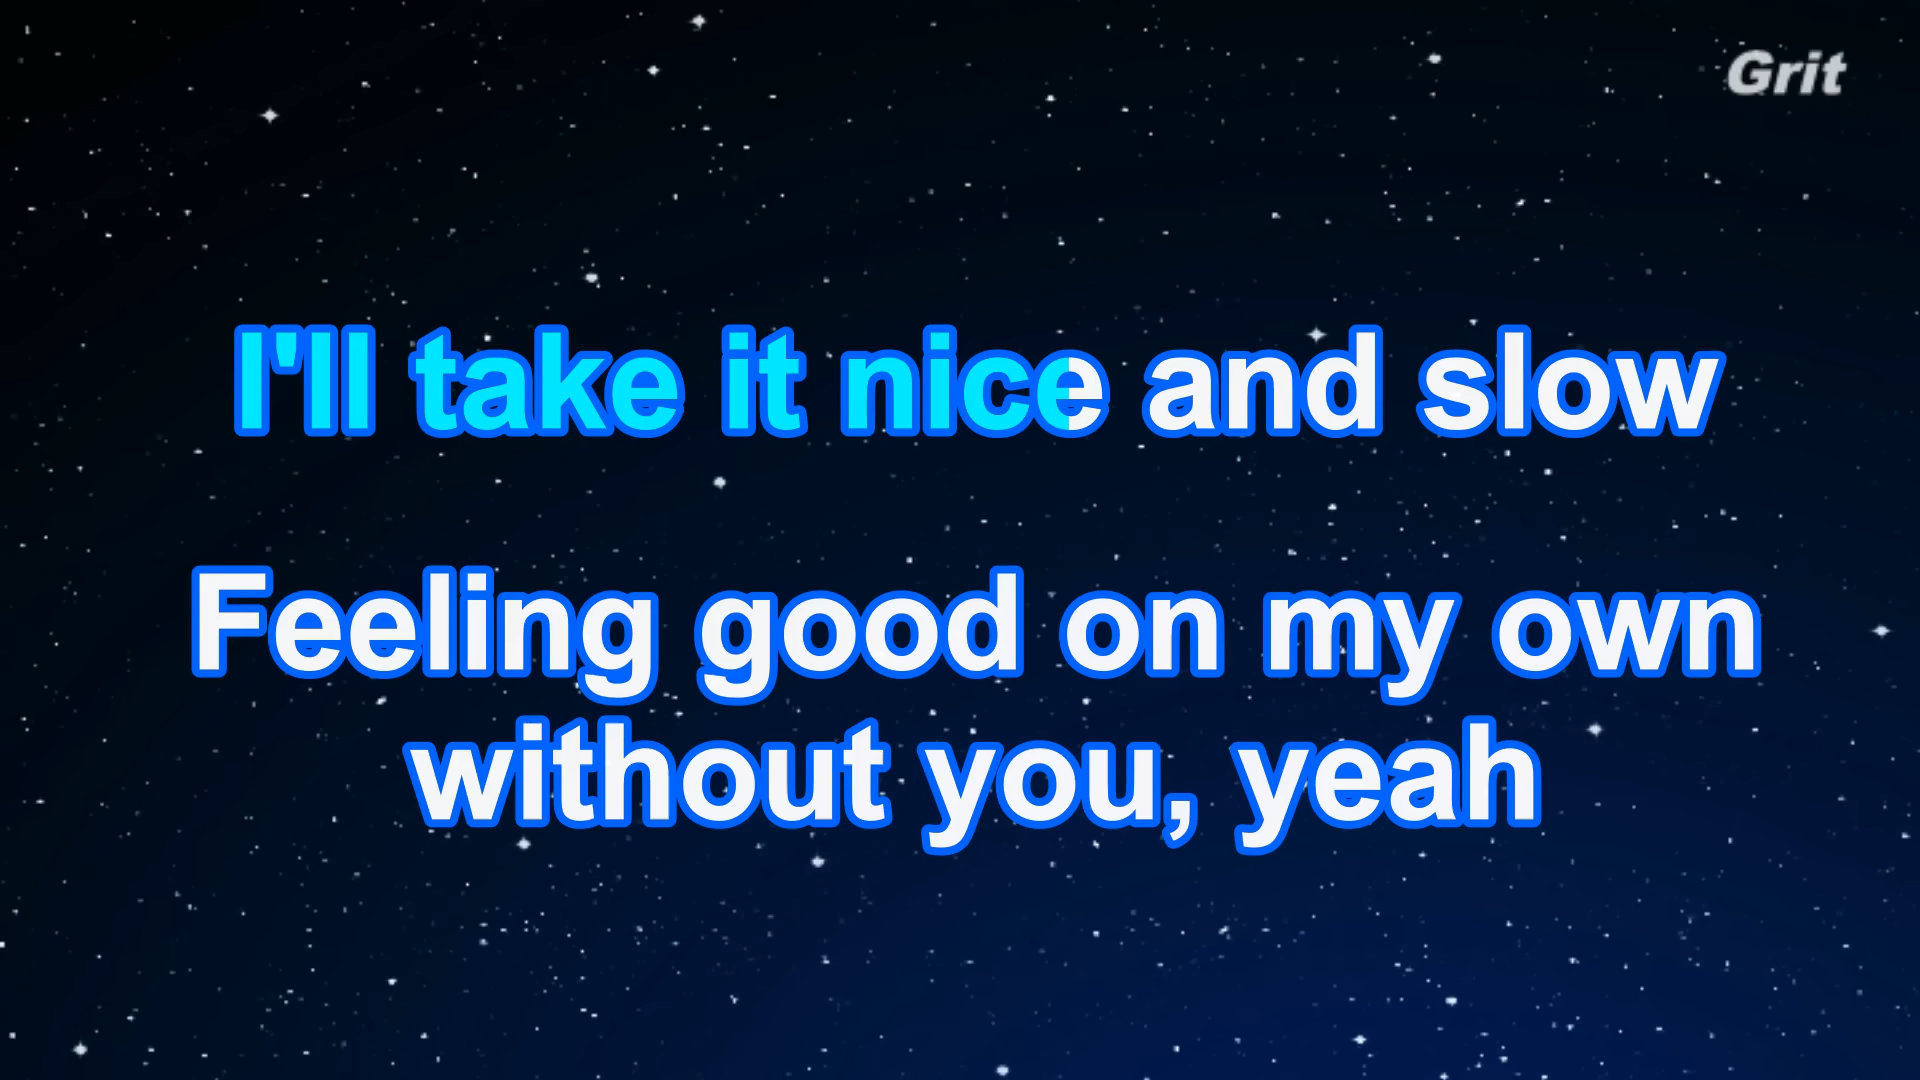 Grit
I'll take it nice and slow
Feeling good on my own
without you, yeah